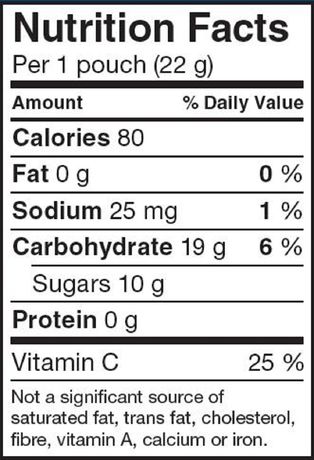 Nutrition Facts
Per 1 pouch (22 g)
Amount % Daily Value
Calories 80
Fat 0 g 0 %
Sodium 25 mg 1 %
Carbohydrate 19 g 6 %
Sugars 10 g
Protein 0 g
Vitamin C 25 %
Not a significant source of
saturated fat, trans fat, cholesterol,
fibre, vitamin A, calcium or iron.